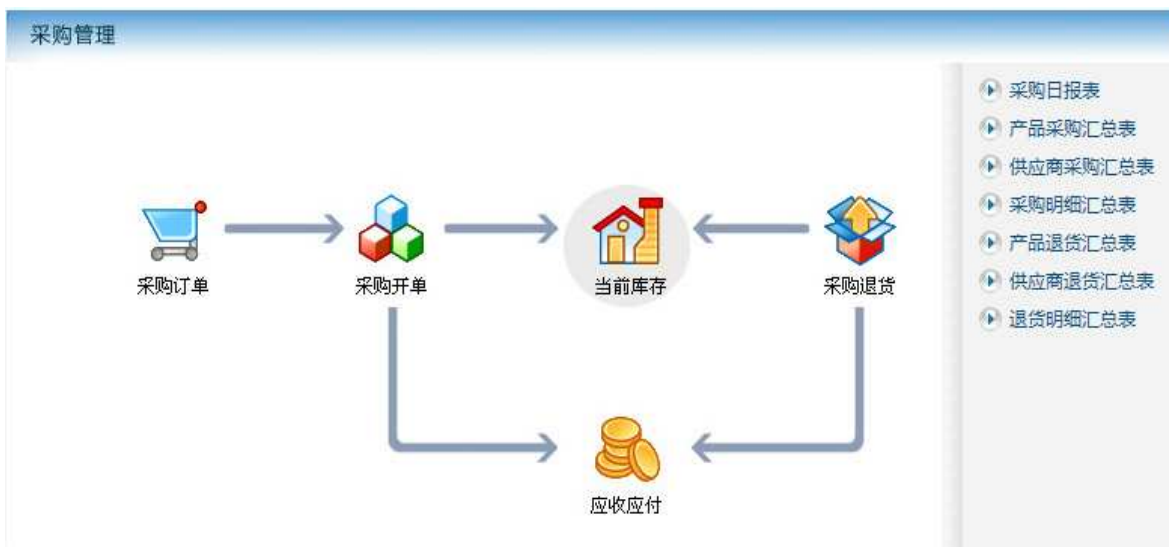 采购管理
采购订单
采购开单
当前库存
采购退货
应收应付
采购日报表
产品采购汇总表
供应商采购汇总表
采购明细汇总表
产品退货汇总表
供应商退货汇总表
退货明细汇总表